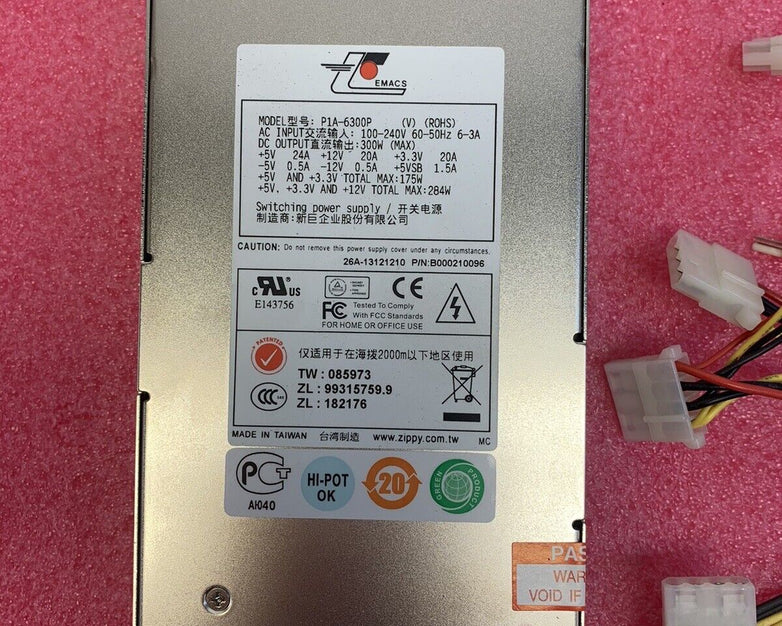 EMACS
MODEL型号: P1A-6300P (V) (ROHS)
AC INPUT交流输入: 100-240V 60-50Hz 6-3A
DC OUTPUT直流输出:300W (MAX)
+5V 24A +12V 20A +3.3V 20A
-5V 0.5A -12V 0.5A +5VSB 1.5A
+5V AND +3.3V TOTAL MAX:175W
+5V, +3.3V AND +12V TOTAL MAX:284W
Switching power supply / 开关电源
制造商:新巨企业股份有限公司
CAUTION: Do not remove this power supply cover under any circumstances.
26A-13121210 P/N:B000210096
c UL ® US
E143756
CE
FC Tested To Comply
With FCC Standards
FOR HOME OR OFFICE USE
PATENTED
仅适用于在海拔2000m以下地区使用
TW : 085973
ZL : 99315759.9
ZL : 182176
CCC
MADE IN TAIWAN 台湾制造 www.zippy.com.tw MC
PCT
AЮ40
HI-POT
OK
20
GREEN PRODUCT
PAS
WAR
VOID IF